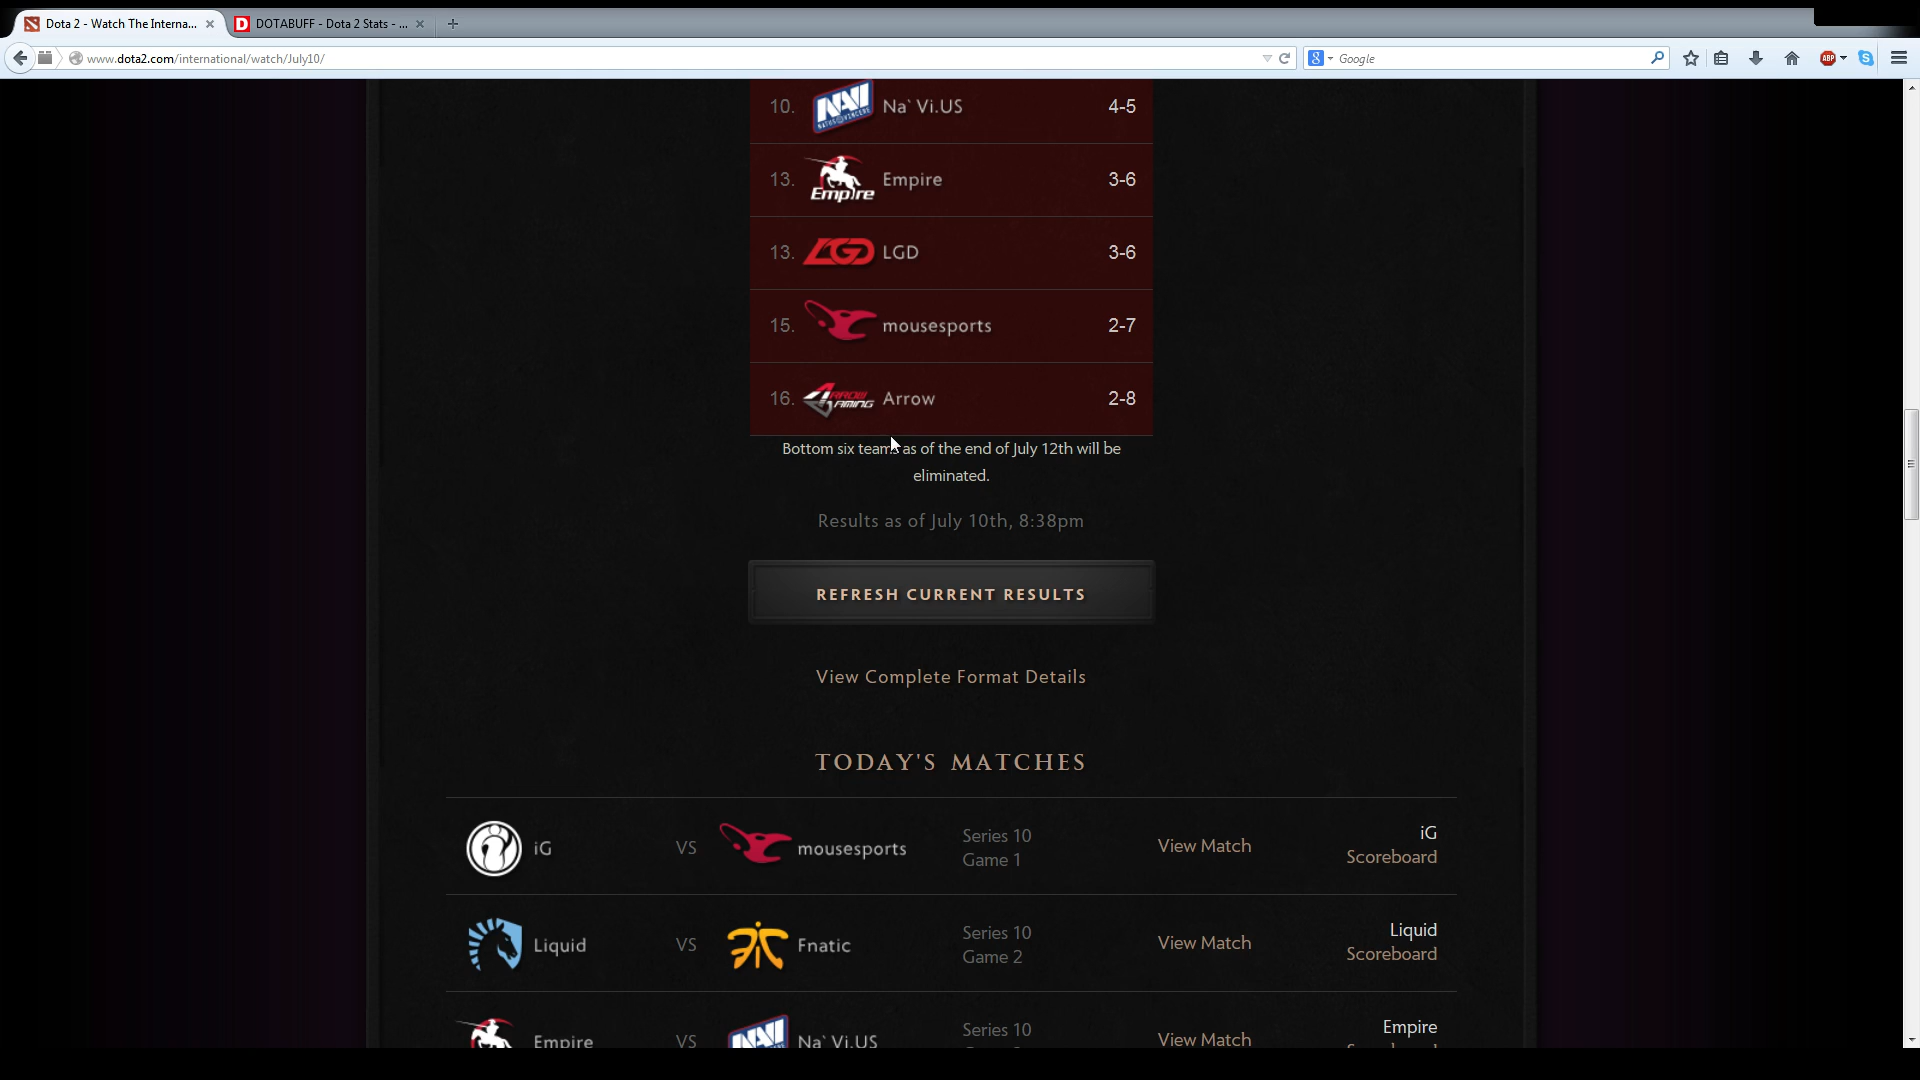 Dota 2 - Watch The Interna...
DOTABUFF - Dota 2 Stats - ...
www.dota2.com/international/watch/July10/
Google
ABP
10. Na`Vi.US 4-5
13. Empire Empire 3-6
13. LGD LGD 3-6
15. mousesports 2-7
16. Arrow Gaming Arrow 2-8
Bottom six teams as of the end of July 12th will be
eliminated.
Results as of July 10th, 8:38pm
REFRESH CURRENT RESULTS
View Complete Format Details
TODAY'S MATCHES
iG VS mousesports Series 10 Game 1 View Match iG Scoreboard
Liquid VS Fnatic Series 10 Game 2 View Match Liquid Scoreboard
Empire VS Na`Vi.US Series 10 View Match Empire